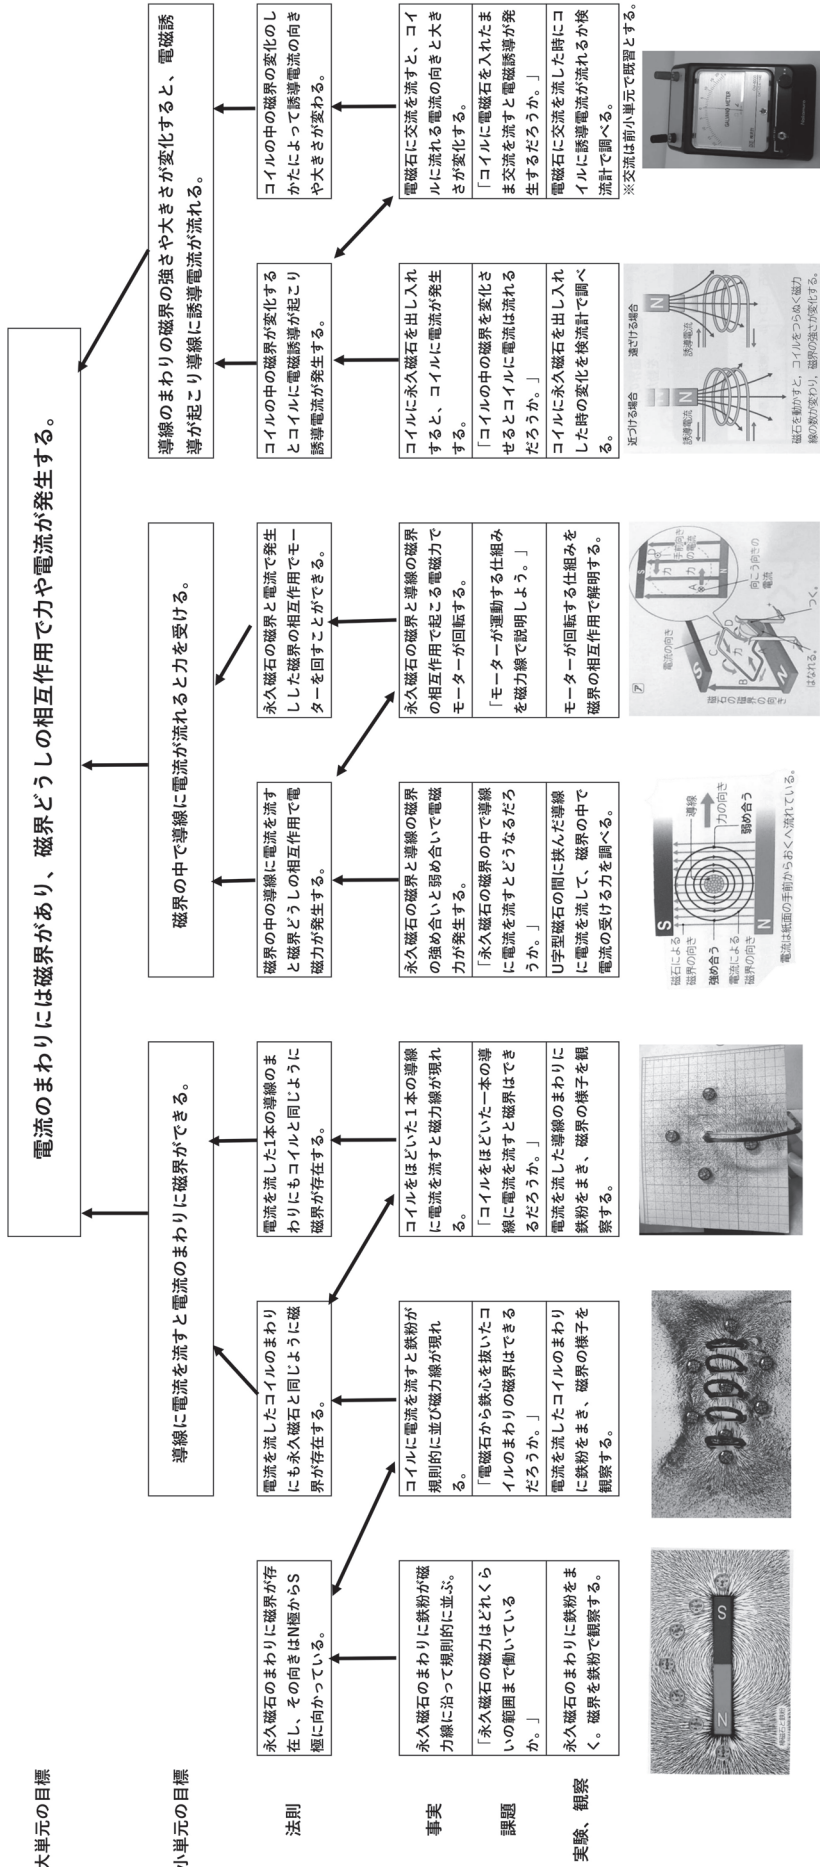 大単元の目標
電流のまわりには磁界があり、磁界どうしの相互作用で力や電流が発生する。
小単元の目標
導線に電流を流すと電流のまわりに磁界ができる。
磁界の中で導線に電流が流れると力を受ける。
導線のまわりの磁界の強さや大きさが変化すると、電磁誘
導が起こり導線に誘導電流が流れる。
法則
永久磁石のまわりに磁界が存
在し、その向きはN極からS
極に向かっている。
電流を流したコイルのまわり
にも永久磁石と同じように磁
界が存在する。
電流を流した1本の導線のま
わりにもコイルと同じように
磁界が存在する。
磁界の中の導線に電流を流す
と磁界どうしの相互作用で電
磁力が発生する。
永久磁石の磁界と電流で発生
しした磁界の相互作用でモー
ターを回すことができる。
コイルの中の磁界が変化する
とコイルに電磁誘導が起こり
誘導電流が発生する。
コイルの中の磁界の変化のし
かたによって誘導電流の向き
や大きさが変わる。
事実
永久磁石のまわりに鉄粉が磁
力線に沿って規則的に並ぶ。
コイルに電流を流すと鉄粉が
規則的に並び磁力線が現れ
る。
コイルをほどいた１本の導線
に電流を流すと磁力線が現れ
る。
永久磁石の磁界と導線の磁界
の強め合いと弱め合いで電磁
力が発生する。
永久磁石の磁界と導線の磁界
の相互作用で起こる電磁力で
モーターが回転する。
コイルに永久磁石を出し入れ
すると、コイルに電流が発生
する。
電磁石に交流を流すと、コイ
ルに流れる電流の向きと大き
さが変化する。
課題
「永久磁石の磁力はどれくら
いの範囲まで働いている
か。」
「電磁石から鉄心を抜いたコ
イルのまわりの磁界はできる
だろうか。」
「コイルをほどいた一本の導
線に電流を流すと磁界はでき
るだろうか。」
「永久磁石の磁界の中で導線
に電流を流すとどうなるだろ
うか。」
「モーターが運動する仕組み
を磁力線で説明しよう。」
「コイルの中の磁界を変化さ
せるとコイルに電流は流れる
だろうか。」
「コイルに電磁石を入れたま
ま交流を流すと電磁誘導が発
生するだろうか。」
実験、観察
永久磁石のまわりに鉄粉をま
く。磁界を鉄粉で観察する。
電流を流したコイルのまわり
に鉄粉をまき、磁界の様子を
観察する。
電流を流した導線のまわりに
鉄粉をまき、磁界の様子を観
察する。
U字型磁石の間に挟んだ導線
に電流を流して、磁界の中で
電流の受ける力を調べる。
モーターが回転する仕組みを
磁界の相互作用で解明する。
コイルに永久磁石を出し入れ
した時の変化を検流計で調べ
る。
電磁石に交流を流した時にコ
イルに誘導電流が流れるか検
流計で調べる。
※交流は前小単元で既習とする。
N
S
棒磁石と鉄粉
S
N
磁石による
磁界の向き
強め合う
電流による
磁界の向き
導線
力の向き
弱め合う
電流は紙面の手前からおくへ流れている。
ア
電流の向き
S
N
磁石の磁界の向き
A
B
C
D
力
はなれる。
つく。
S
N
A
D
力
力
手前向き
の電流
向こう向きの
電流
近づける場合
N
誘導電流
遠ざける場合
N
誘導電流
磁石を動かすと、コイルをつらぬく磁力
線の数が変わり、磁界の強さが変化する。
GALVANO METER